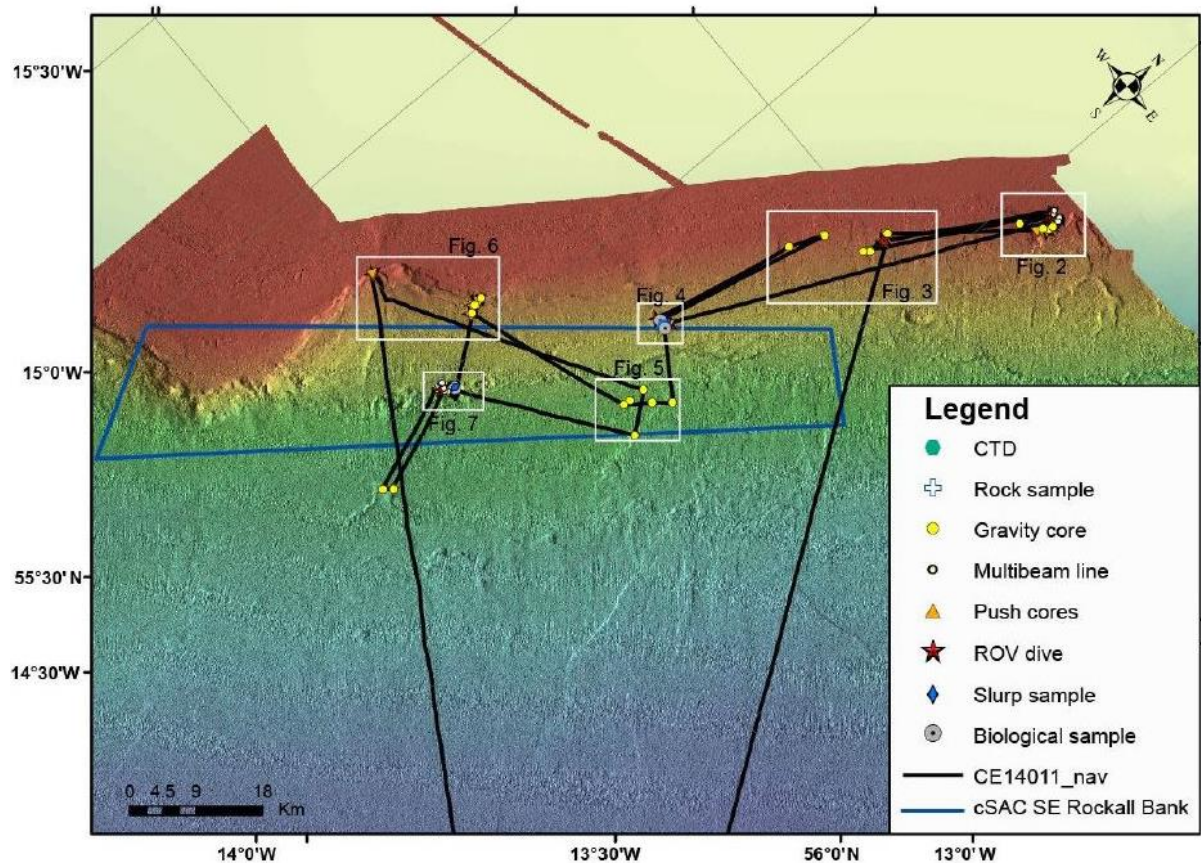 15°30'W
W
N
S
E
Fig. 6
Fig. 2
Fig. 4
Fig. 3
15°0'W
Fig. 5
Fig. 7
55°30'N
14°30'W
Legend
CTD
Rock sample
Gravity core
Multibeam line
Push cores
ROV dive
Slurp sample
Biological sample
CE14011_nav
cSAC SE Rockall Bank
0 4.5 9 18
Km
14°0'W
13°30'W
56°0'N
13°0'W